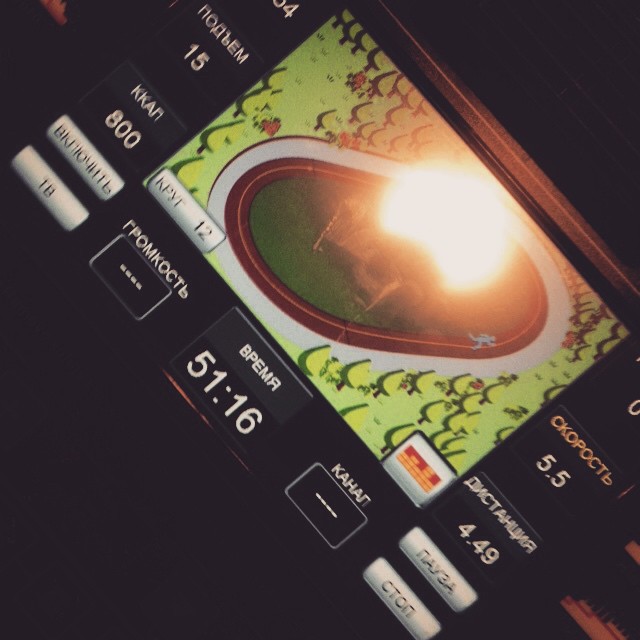 ПОДЪЕМ
15
ККАЛ
800
ВКЛЮЧИТЬ
ТВ
КРУГ 12
ГРОМКОСТЬ
----
ВРЕМЯ
51:16
КАНАЛ
----
СКОРОСТЬ
5.5
ДИСТАНЦИЯ
4.49
ПАУЗА
СТОП